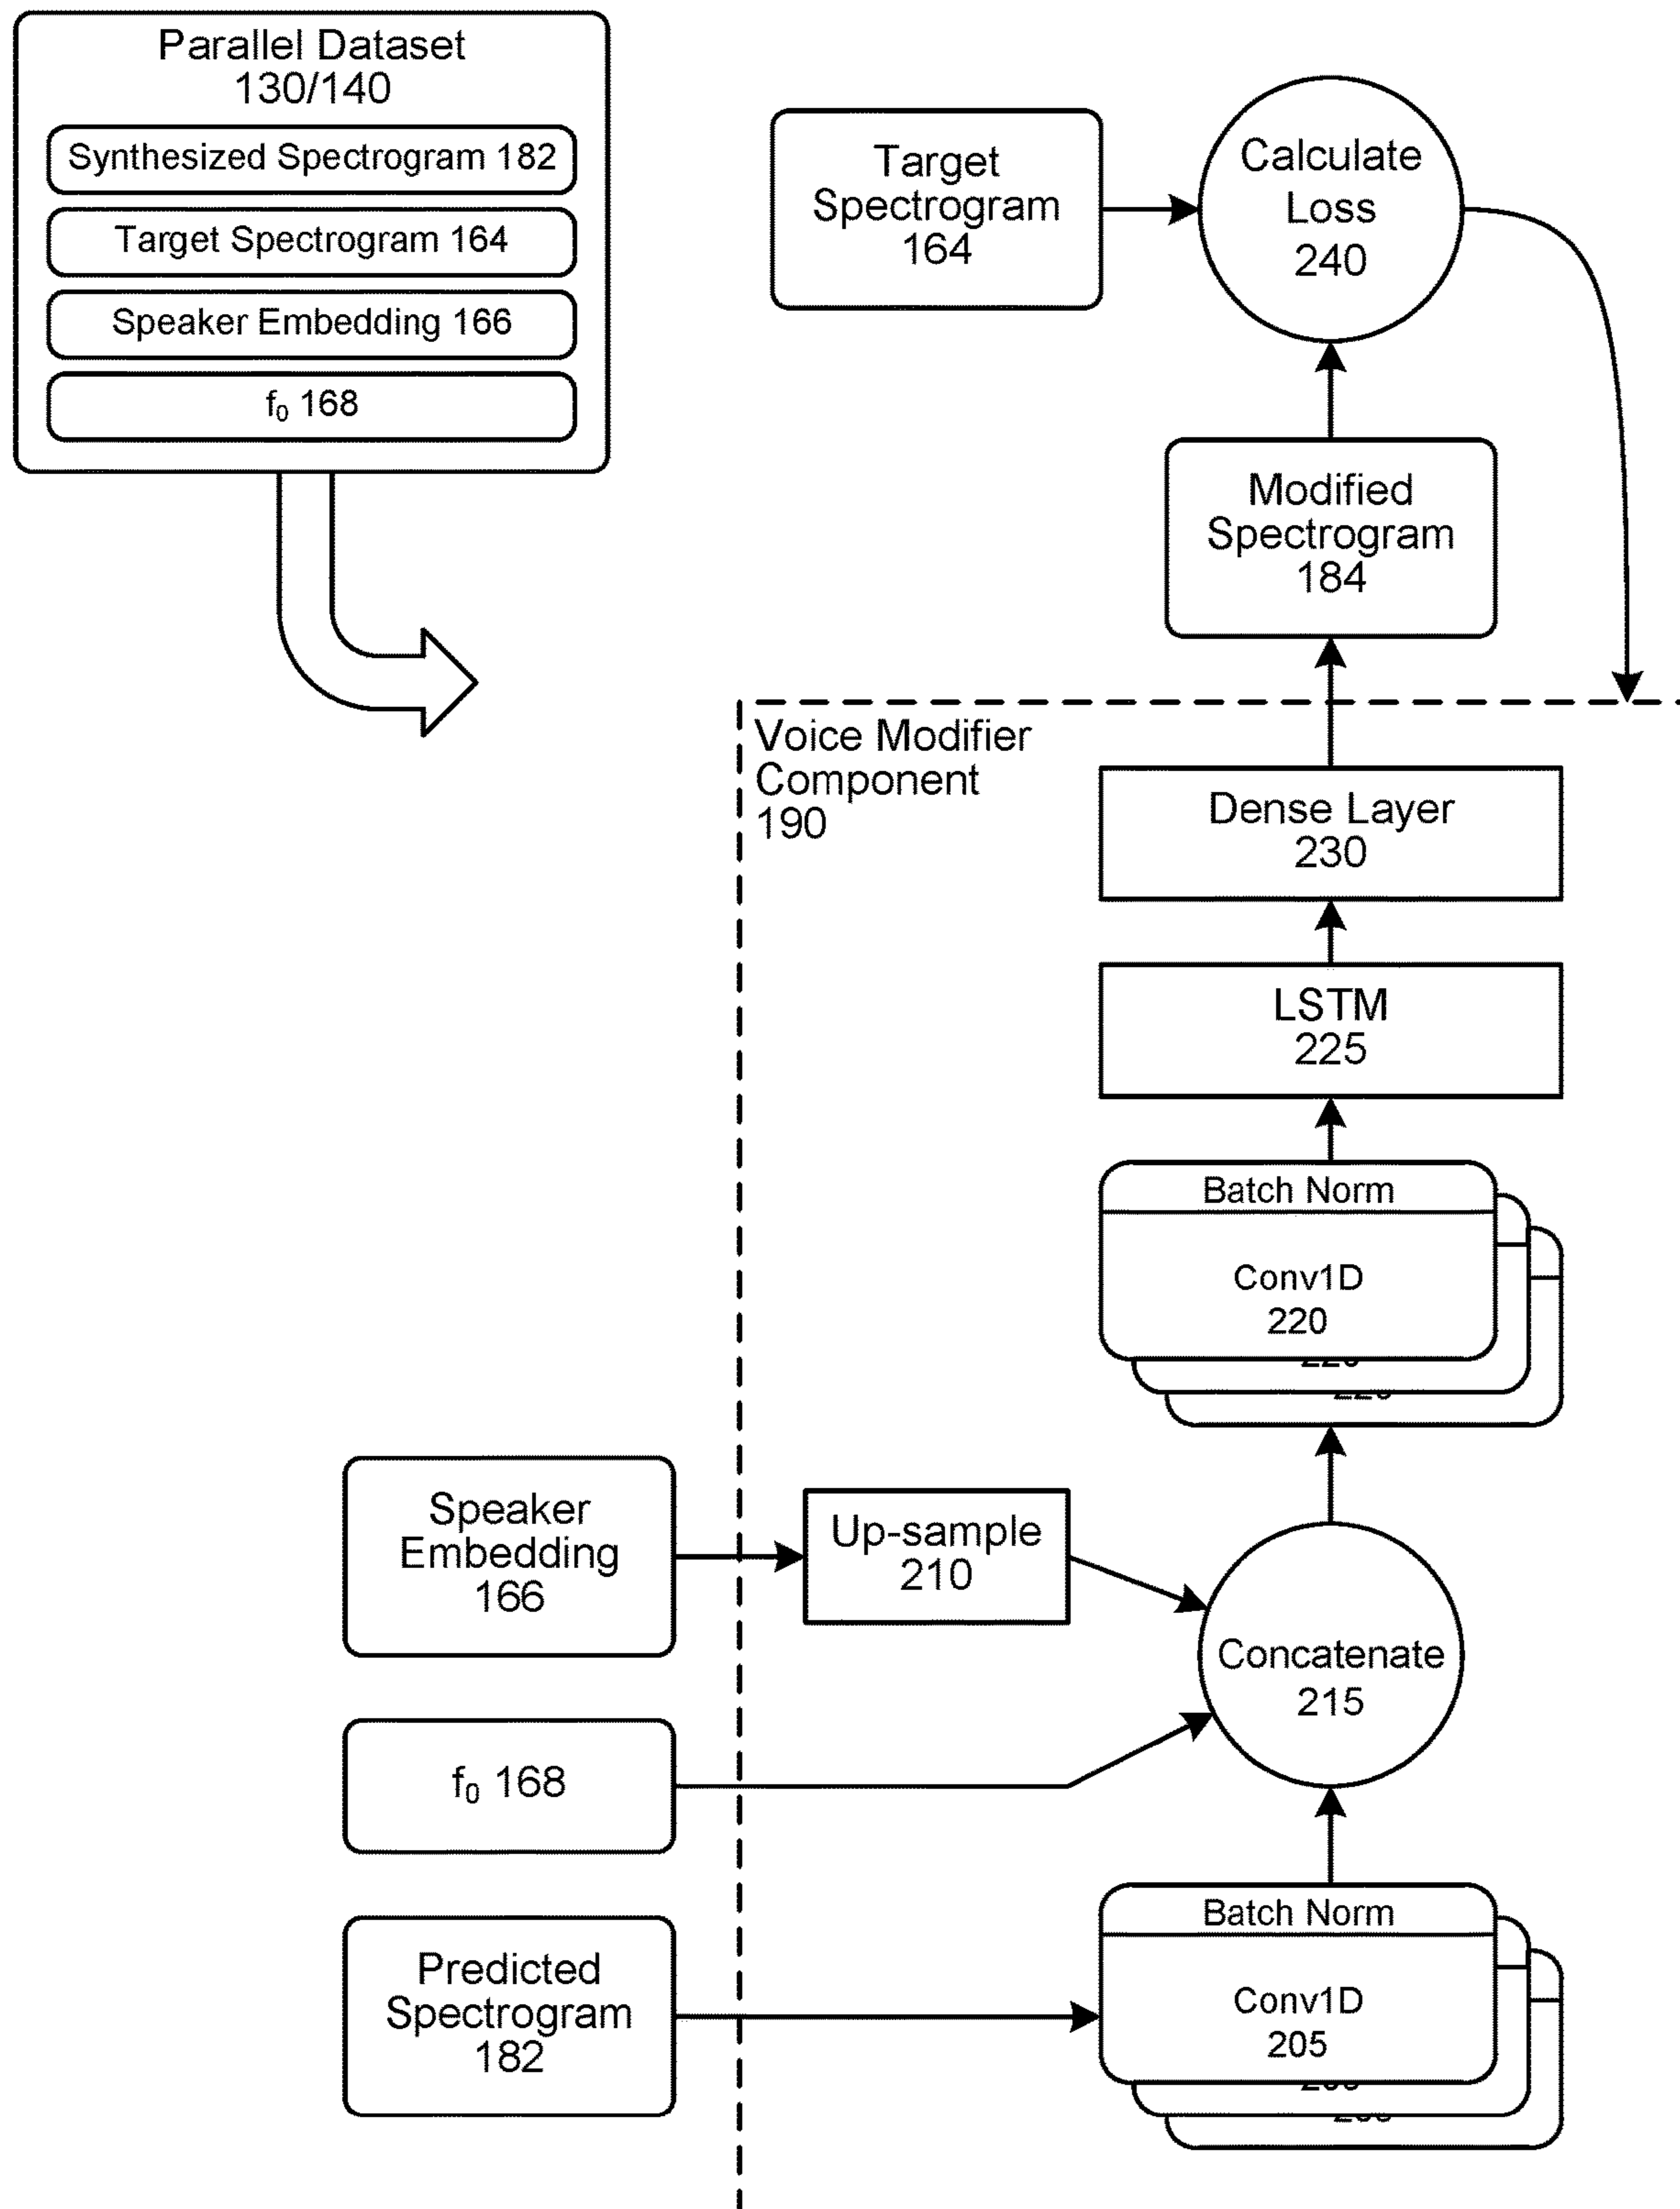 Parallel Dataset
130/140
Synthesized Spectrogram 182
Target Spectrogram 164
Speaker Embedding 166
f₀ 168
Target
Spectrogram
164
Calculate
Loss
240
Modified
Spectrogram
184
Voice Modifier
Component
190
Dense Layer
230
LSTM
225
Batch Norm
Conv1D
220
Speaker
Embedding
166
Up-sample
210
Concatenate
215
f₀ 168
Predicted
Spectrogram
182
Batch Norm
Conv1D
205